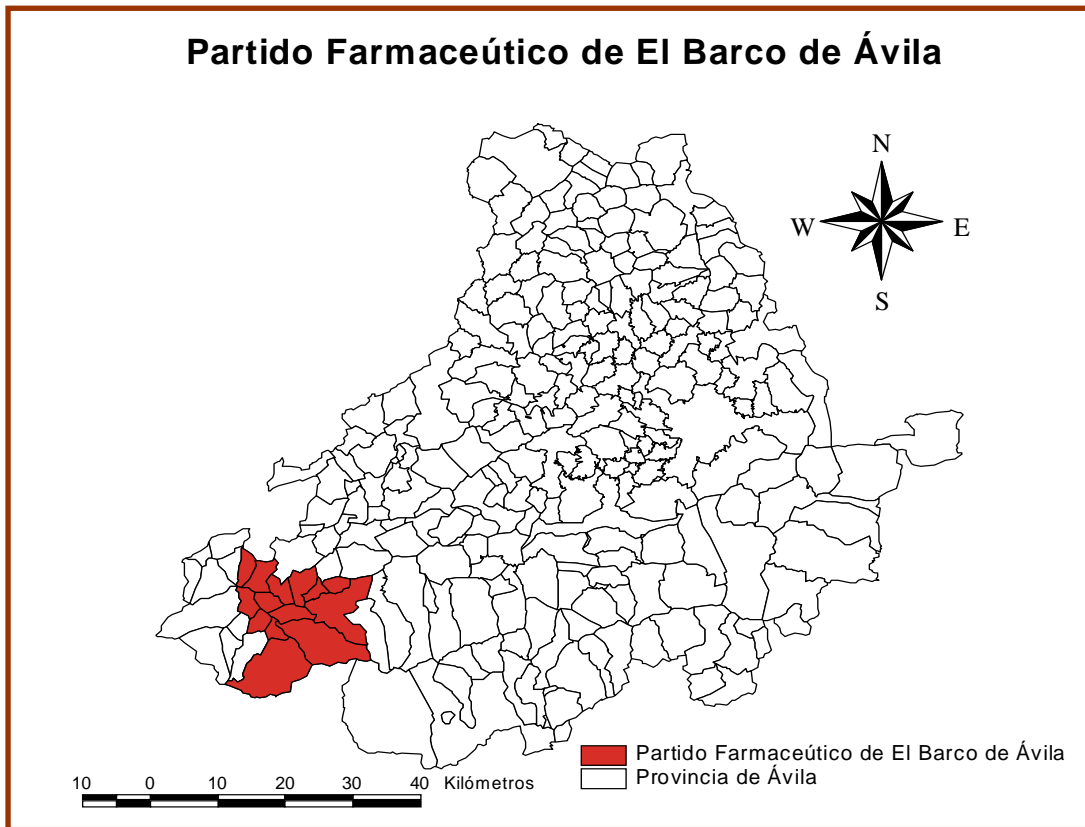 Partido Farmaceútico de El Barco de Ávila
N
W E
S
Partido Farmaceútico de El Barco de Ávila
Provincia de Ávila
10 0 10 20 30 40 Kilómetros